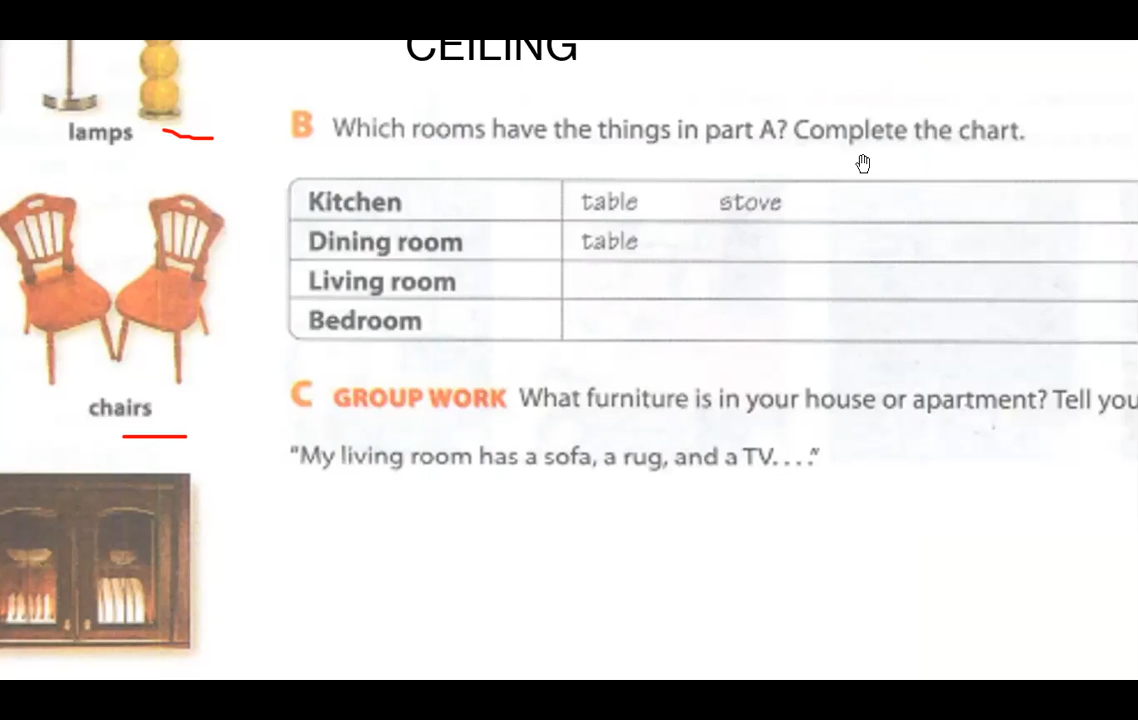 CEILING
lamps
B Which rooms have the things in part A? Complete the chart.
Kitchen table stove
Dining room table
Living room
Bedroom
chairs
C GROUP WORK What furniture is in your house or apartment? Tell you
"My living room has a sofa, a rug, and a TV. . . ."